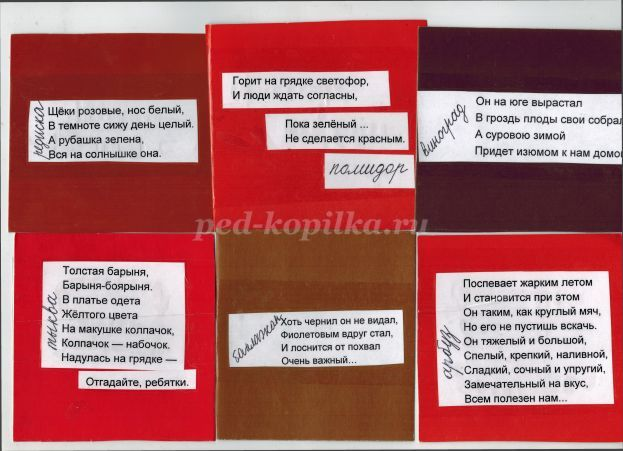 редиска
Щёки розовые, нос белый,
В темноте сижу день целый.
А рубашка зелена,
Вся на солнышке она.
Горит на грядке светофор,
И люди ждать согласны,
Пока зелёный ...
Не сделается красным.
помидор
виноград
Он на юге вырастал
В гроздь плоды свои собрал
А суровою зимой
Придет изюмом к нам домо
ped-kopilka.ru
тыква
Толстая барыня,
Барыня-боярыня.
В платье одета
Жёлтого цвета
На макушке колпачок,
Колпачок — набочок.
Надулась на грядке —
Отгадайте, ребятки.
баклажан
Хоть чернил он не видал,
Фиолетовым вдруг стал,
И лоснится от похвал
Очень важный...
арбуз
Поспевает жарким летом
И становится при этом
Он таким, как круглый мяч,
Но его не пустишь вскачь.
Он тяжелый и большой,
Спелый, крепкий, наливной,
Сладкий, сочный и упругий,
Замечательный на вкус,
Всем полезен нам...